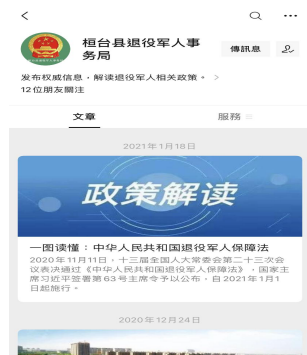 桓台县退役军人事
务局
傳訊息
发布权威信息，解读退役军人相关政策。
12位朋友關注
文章
服務
2021年1月18日
政策解读
一图读懂：中华人民共和国退役军人保障法
2020年11月11日，十三届全国人大常委会第二十三次会
议表决通过《中华人民共和国退役军人保障法》，国家主
席习近平签署第63号主席令予以公布，自2021年1月1
日起施行。
2020年12月24日